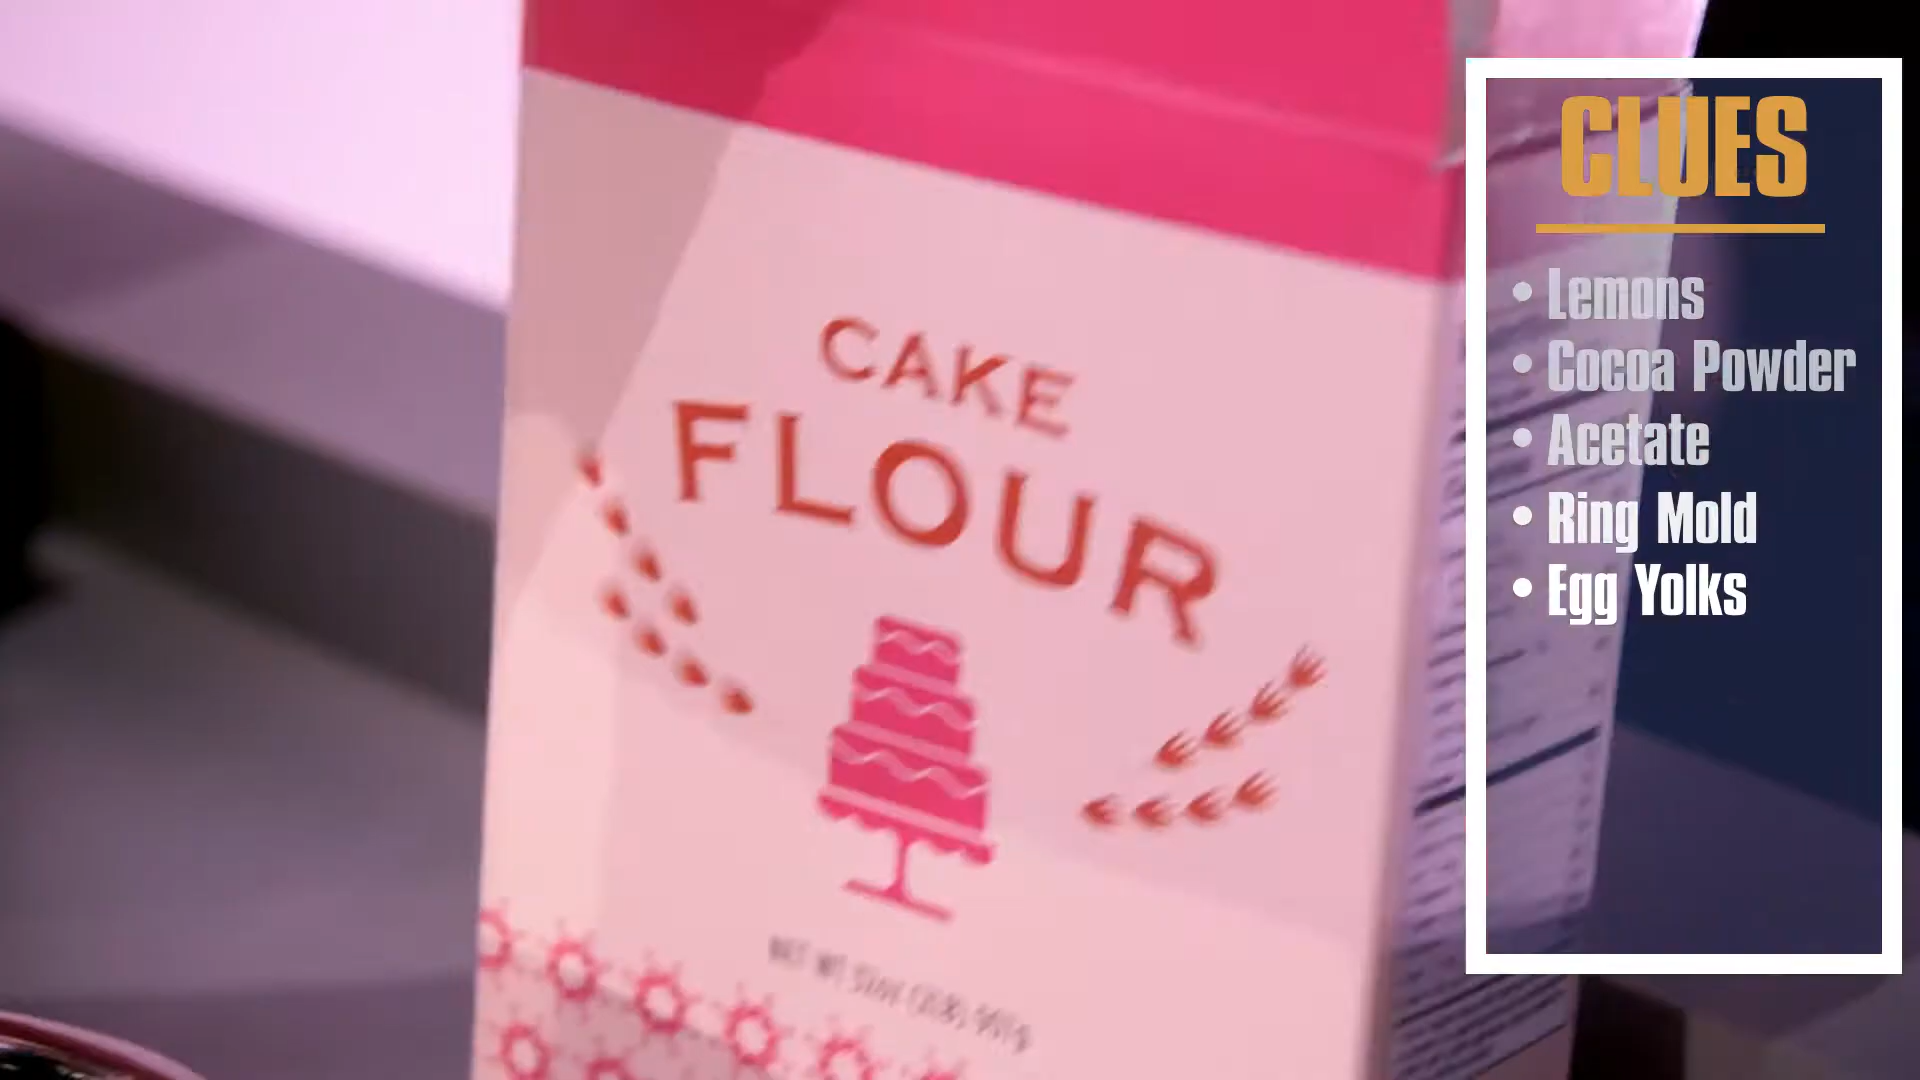 CAKE
FLOUR
CLUES
• Lemons
• Cocoa Powder
• Acetate
• Ring Mold
• Egg Yolks